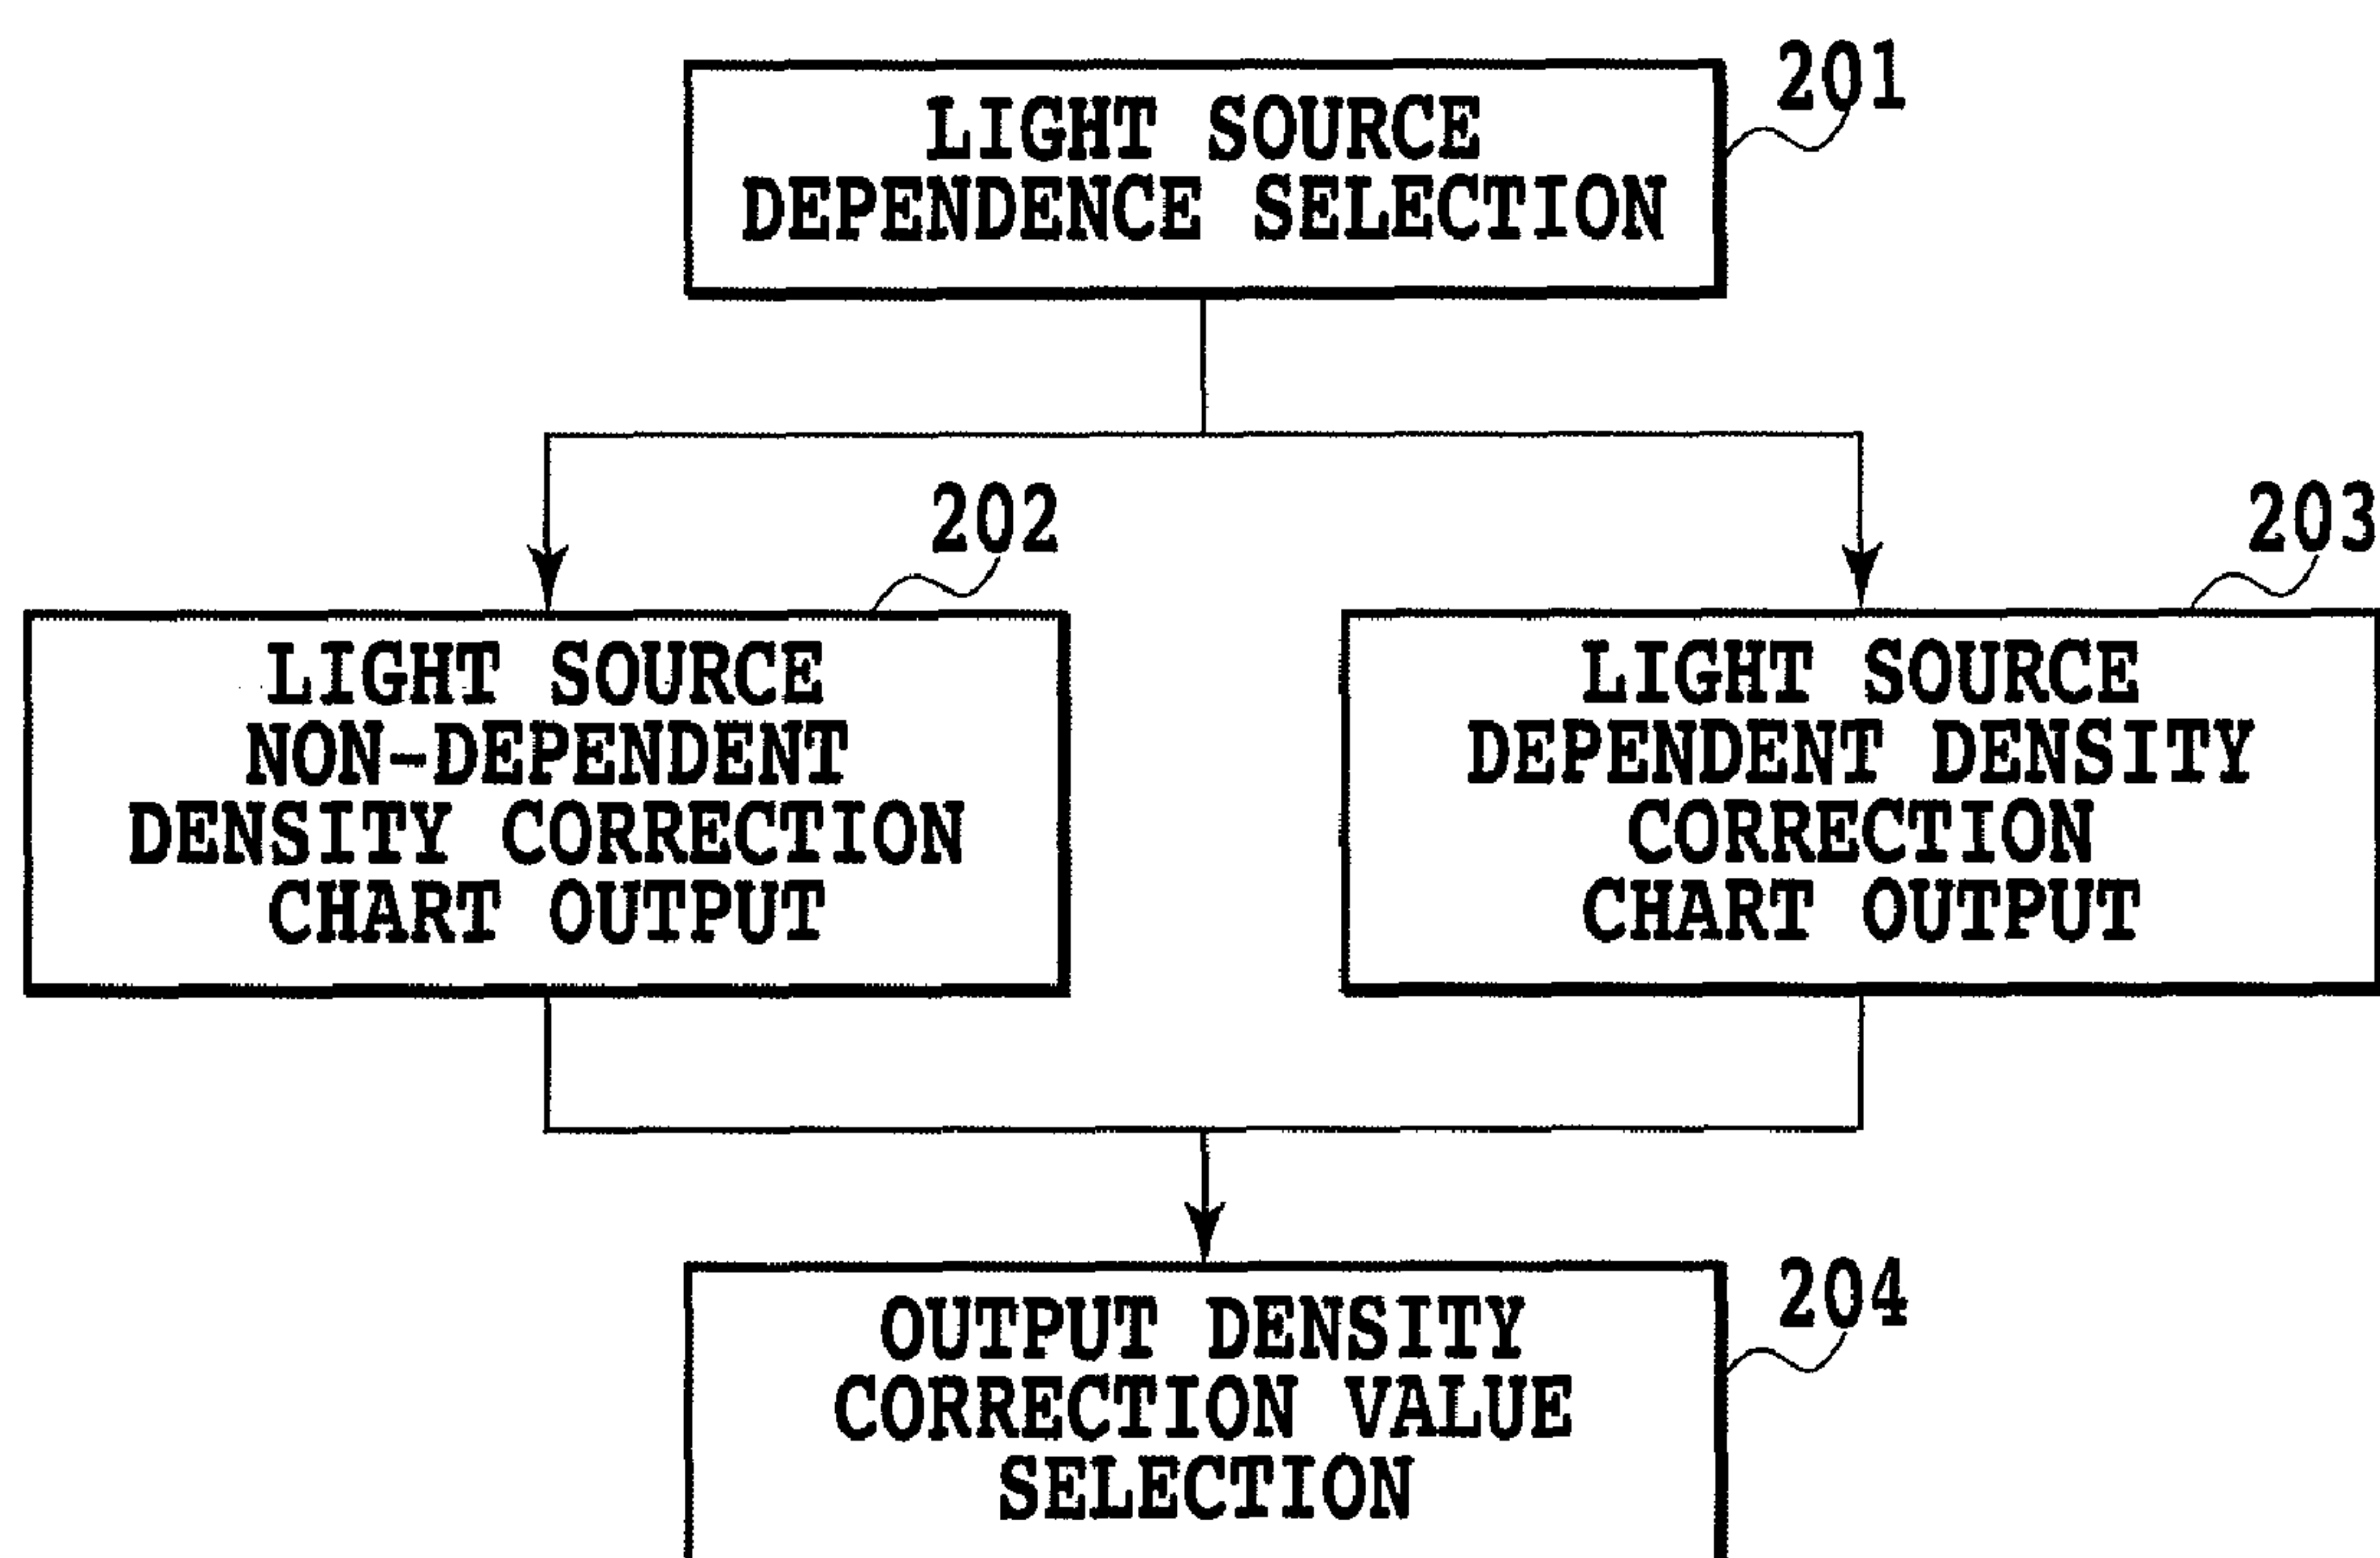 201
LIGHT SOURCE
DEPENDENCE SELECTION
202
203
LIGHT SOURCE
NON-DEPENDENT
DENSITY CORRECTION
CHART OUTPUT
LIGHT SOURCE
DEPENDENT DENSITY
CORRECTION
CHART OUTPUT
204
OUTPUT DENSITY
CORRECTION VALUE
SELECTION